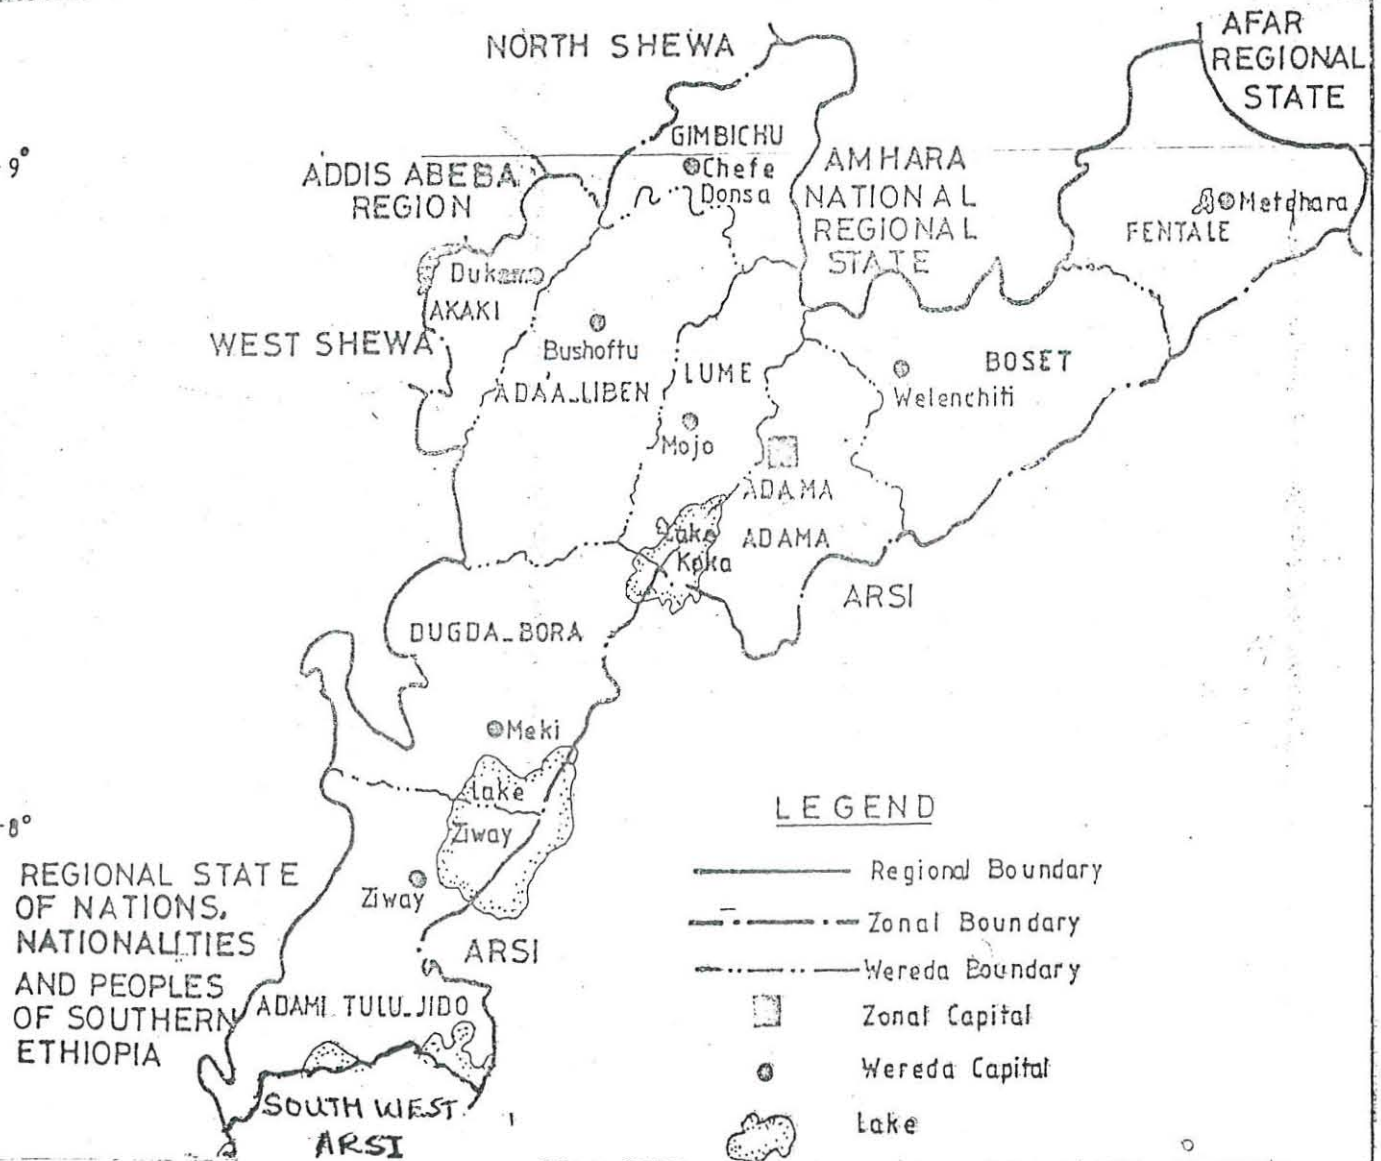 NORTH SHEWA
AFAR
REGIONAL
STATE
9°
GIMBICHU
Chefe
Donsa
ADDIS ABEBA
REGION
AMHARA
NATIONAL
REGIONAL
STATE
Metahara
FENTALE
AKAKI
WEST SHEWA
Bushoftu
ADA'A_LIBEN
LUME
BOSET
Welenchiti
Mojo
ADAMA
Lake
Koka
ADAMA
ARSI
DUGDA_BORA
Meki
Lake
Ziway
8°
Ziway
REGIONAL STATE
OF NATIONS,
NATIONALITIES
AND PEOPLES
OF SOUTHERN
ETHIOPIA
ARSI
ADAMI TULU_JIDO
SOUTH WEST
ARSI
LEGEND
Regional Boundary
Zonal Boundary
Wereda Boundary
Zonal Capital
Wereda Capital
Lake